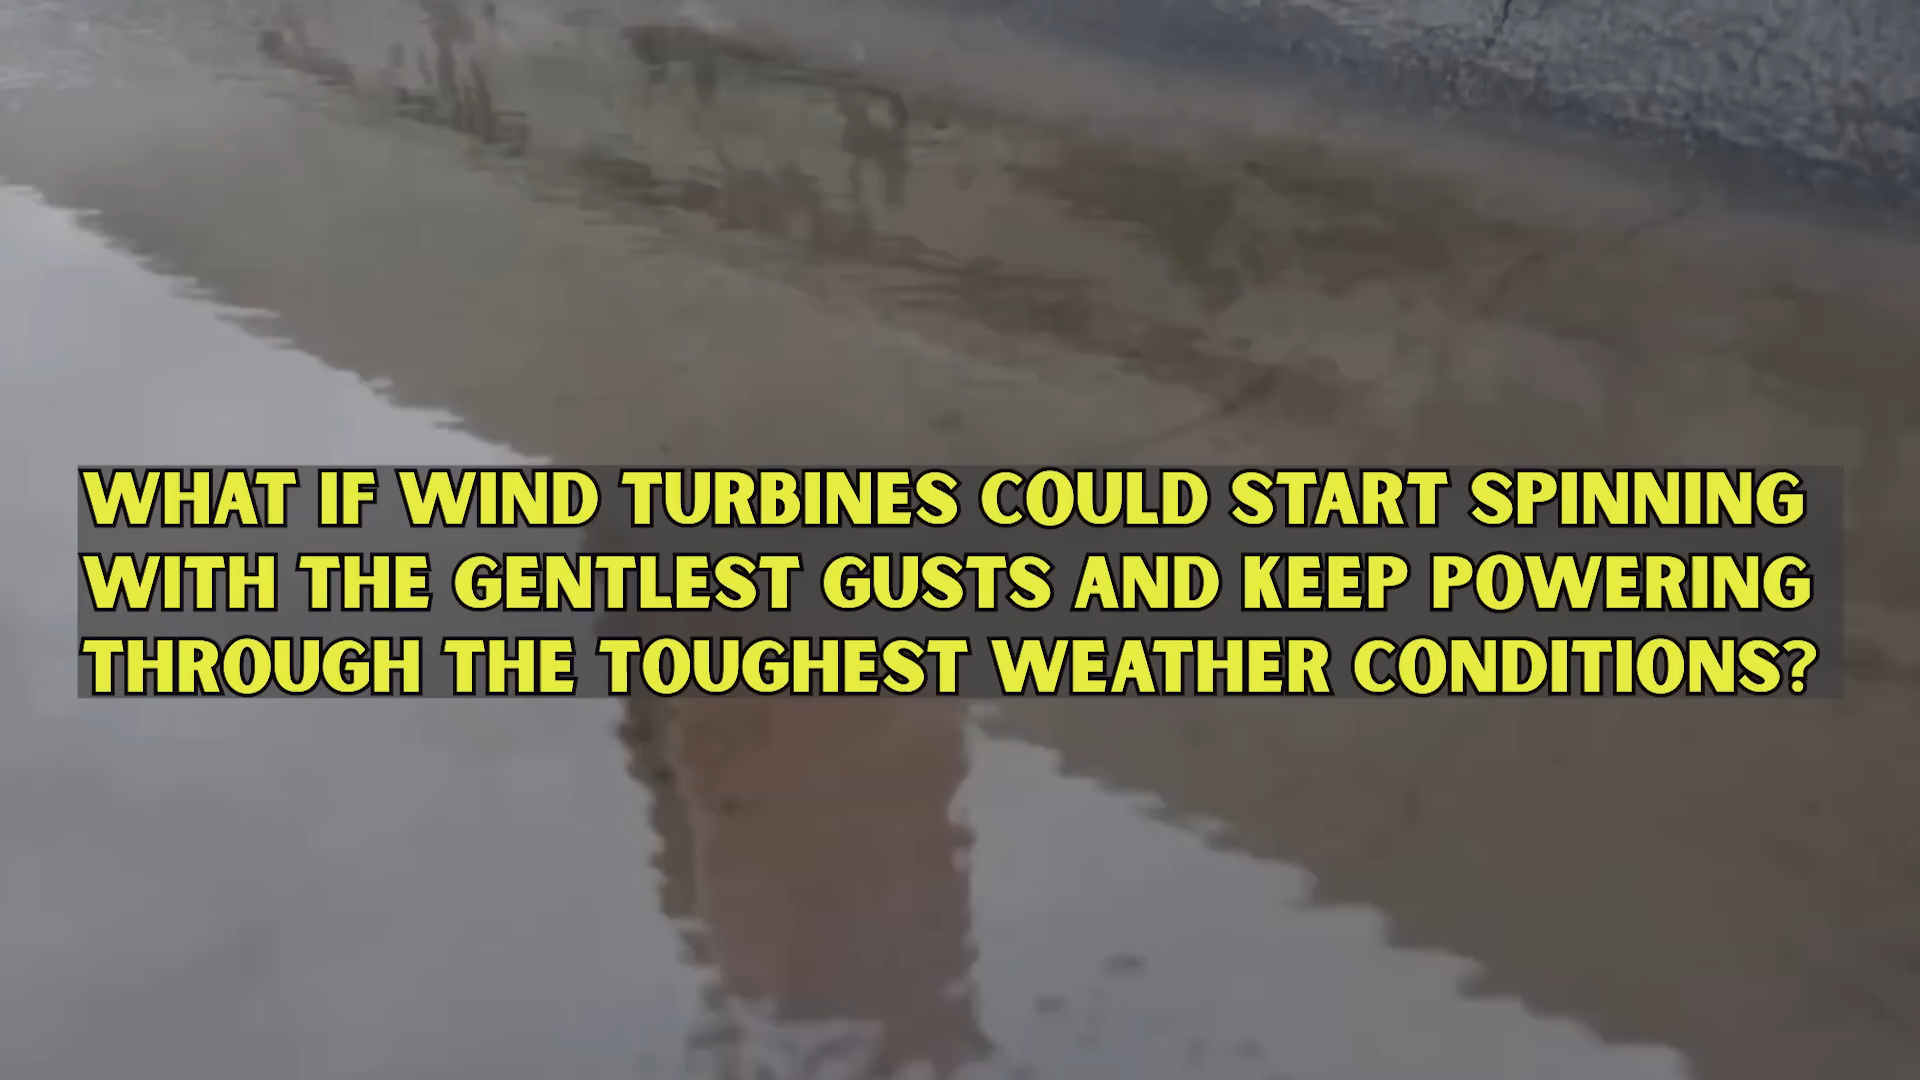 WHAT IF WIND TURBINES COULD START SPINNING
WITH THE GENTLEST GUSTS AND KEEP POWERING
THROUGH THE TOUGHEST WEATHER CONDITIONS?